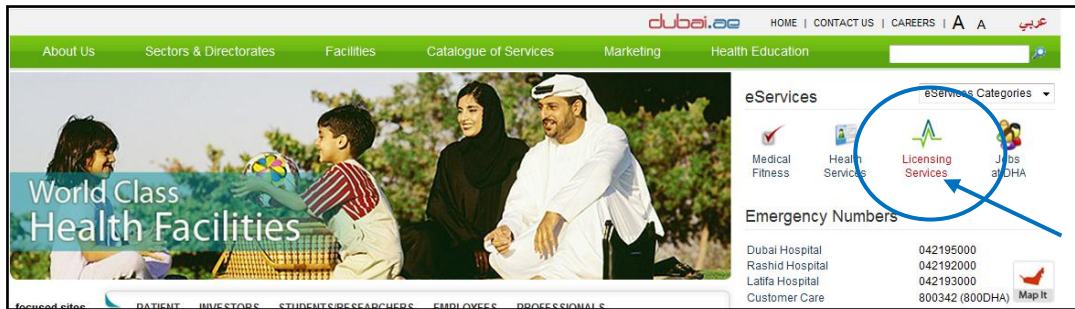 dubai.ae HOME | CONTACT US | CAREERS | A A عربي
About Us Sectors & Directorates Facilities Catalogue of Services Marketing Health Education
eServices eServices Categories
Medical Fitness
Health Services
Licensing Services
Jobs at DHA
World Class
Health Facilities
Emergency Numbers
Dubai Hospital 042195000
Rashid Hospital 042192000
Latifa Hospital 042193000
Customer Care 800342 (800DHA) Map It
focused sites PATIENT INVESTORS STUDENTS/RESEARCHERS EMPLOYEES PROFESSIONALS